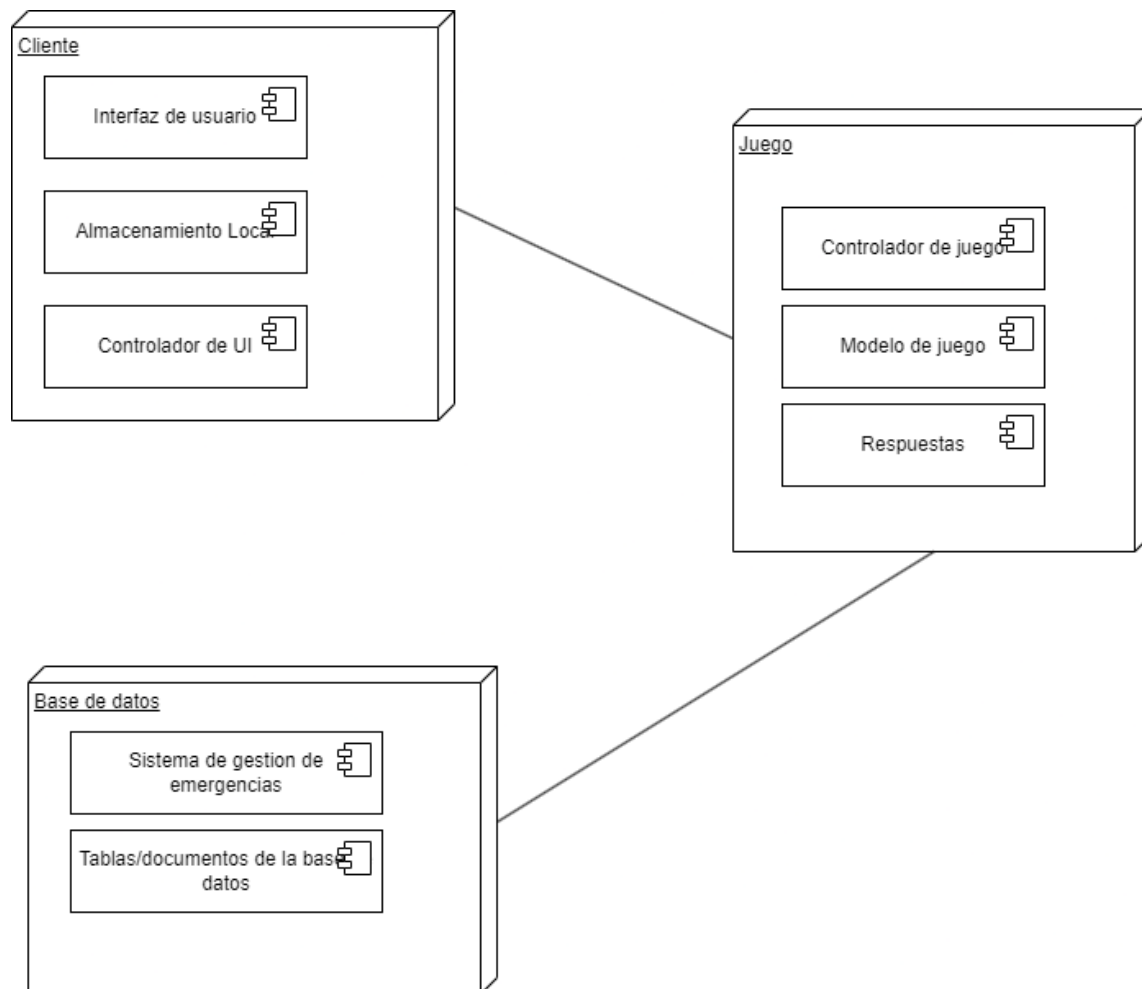 Cliente
Interfaz de usuario
Almacenamiento Local
Controlador de UI
Juego
Controlador de juego
Modelo de juego
Respuestas
Base de datos
Sistema de gestion de
emergencias
Tablas/documentos de la base
datos